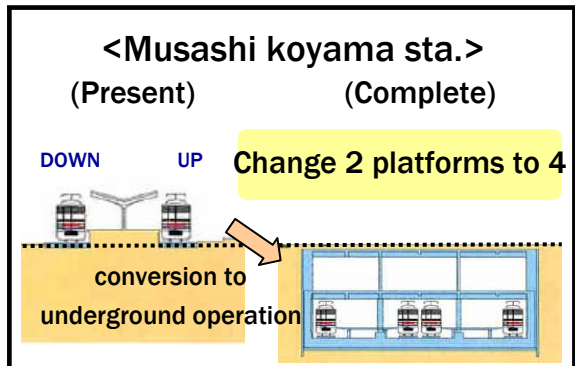 <Musashi koyama sta.>
(Present) (Complete)
DOWN UP Change 2 platforms to 4
conversion to
underground operation